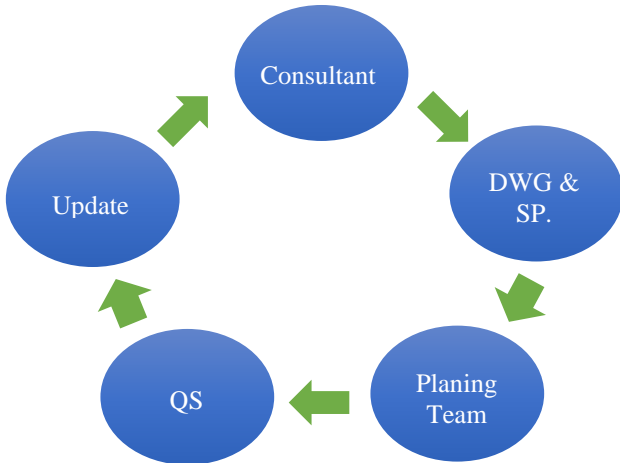 Consultant
DWG &
SP.
Planing
Team
QS
Update